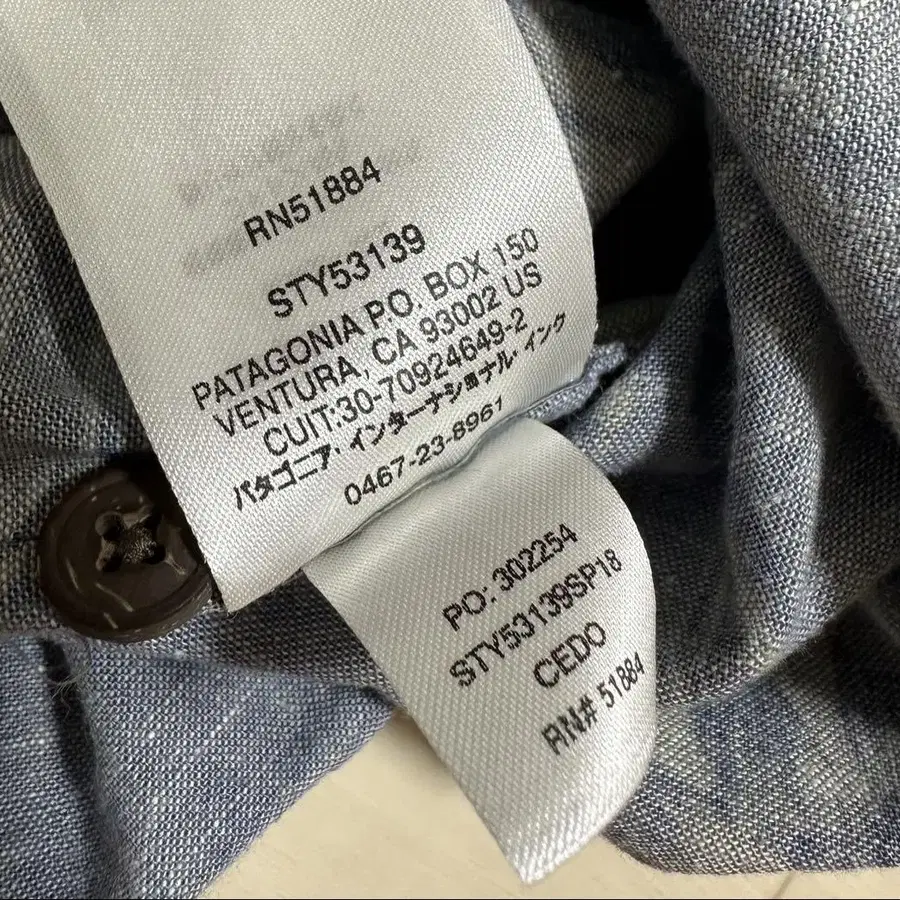 RN51884
STY53139
PATAGONIA PO. BOX 150
VENTURA, CA 93002 US
CUIT:30-70924649-2
パタゴニア・インターナショナル・インク
0467-23-8961
PO: 302254
STY53139SP18
CEDO
RN# 51884